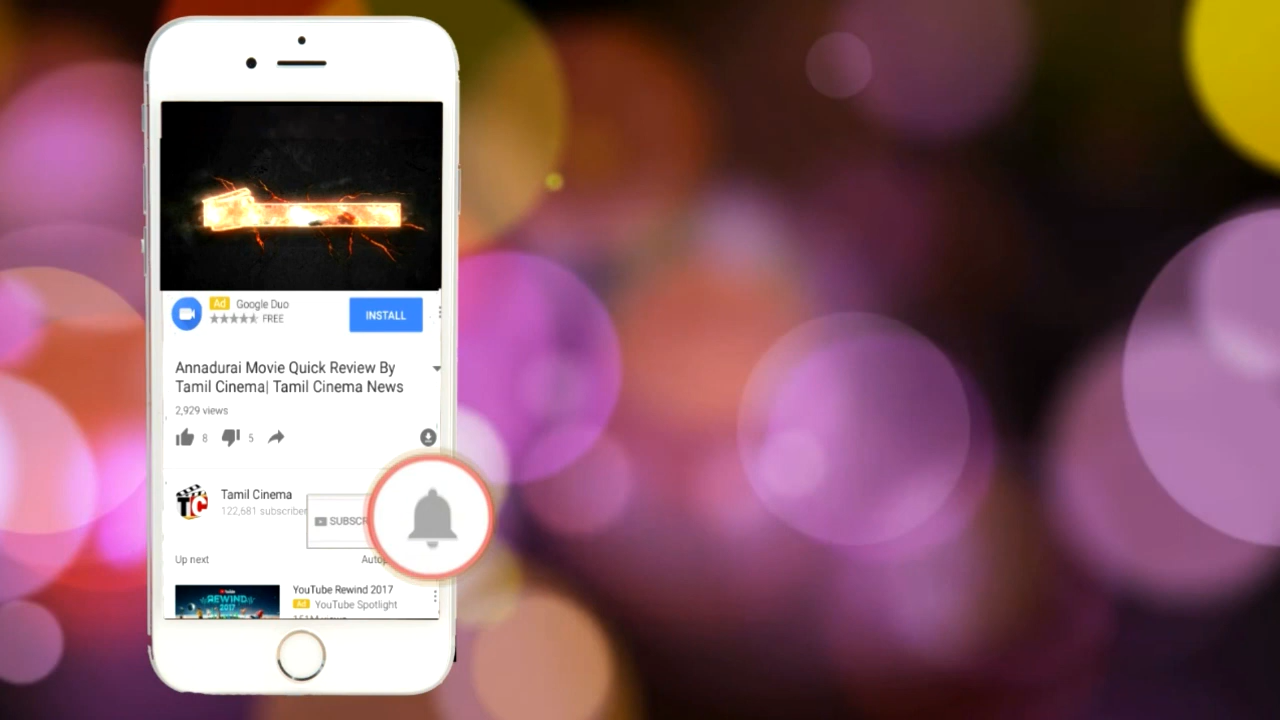 Ad Google Duo
FREE
INSTALL
Annadurai Movie Quick Review By
Tamil Cinema| Tamil Cinema News
2,929 views
8 5
TC
Tamil Cinema
122,681 subscriber
SUBSCR
Up next
YouTube Rewind 2017
REWIND
2017
Ad YouTube Spotlight